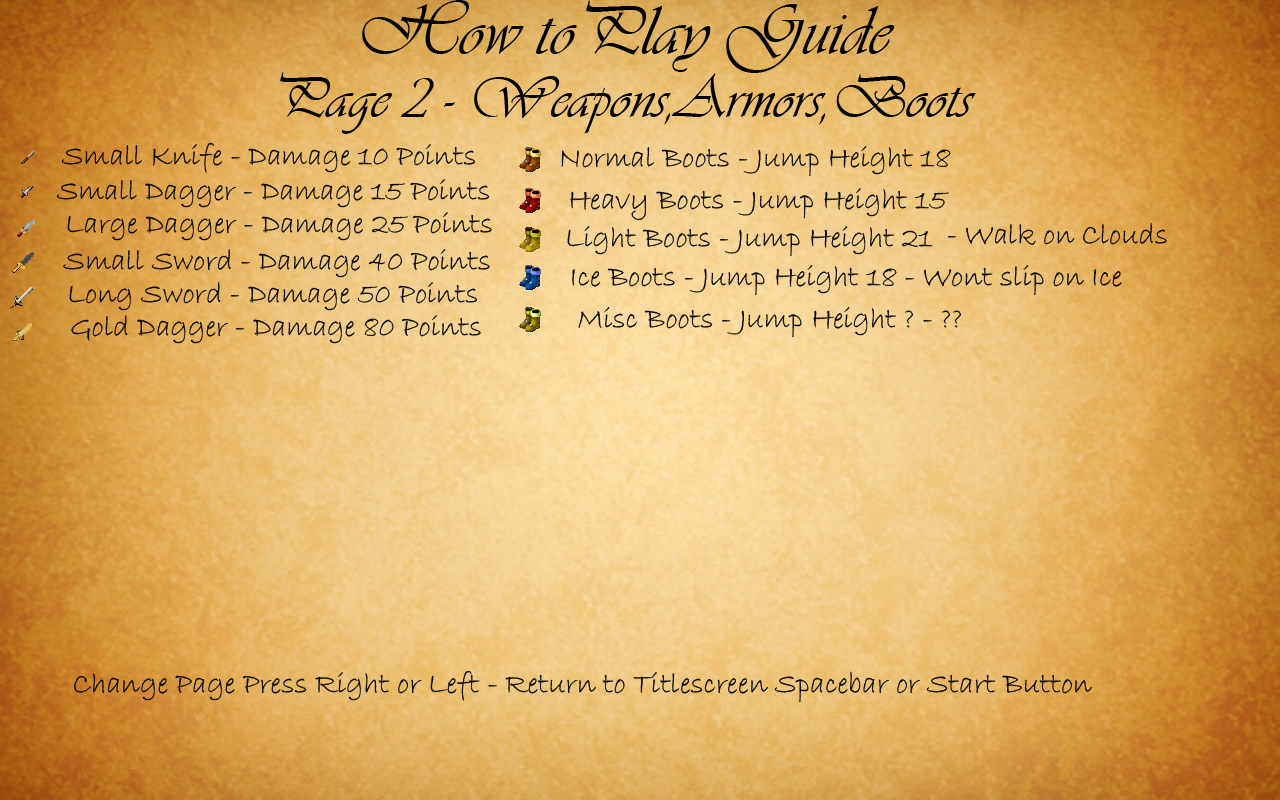 How to Play Guide
Page 2 - Weapons,Armors,Boots
Small Knife - Damage 10 Points
Small Dagger - Damage 15 Points
Large Dagger - Damage 25 Points
Small Sword - Damage 40 Points
Long Sword - Damage 50 Points
Gold Dagger - Damage 80 Points
Normal Boots - Jump Height 18
Heavy Boots - Jump Height 15
Light Boots - Jump Height 21 - Walk on Clouds
Ice Boots - Jump Height 18 - Wont slip on Ice
Misc Boots - Jump Height ? - ??
Change Page Press Right or Left - Return to Titlescreen Spacebar or Start Button